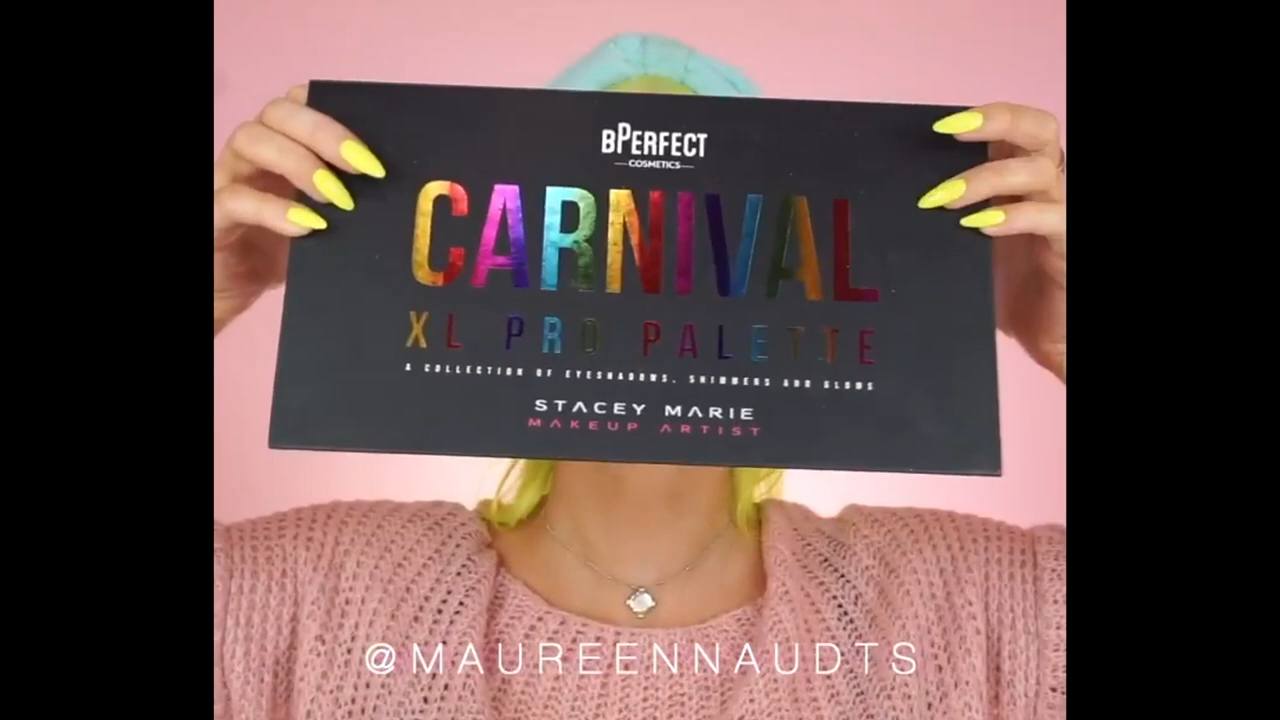 BPERFECT
COSMETICS
CARNIVAL
XL PRO PALETTE
A COLLECTION OF EYESHADOWS, SHIMMERS AND GLOWS
STACEY MARIE
MAKEUP ARTIST
@MAUREENNAUDTS